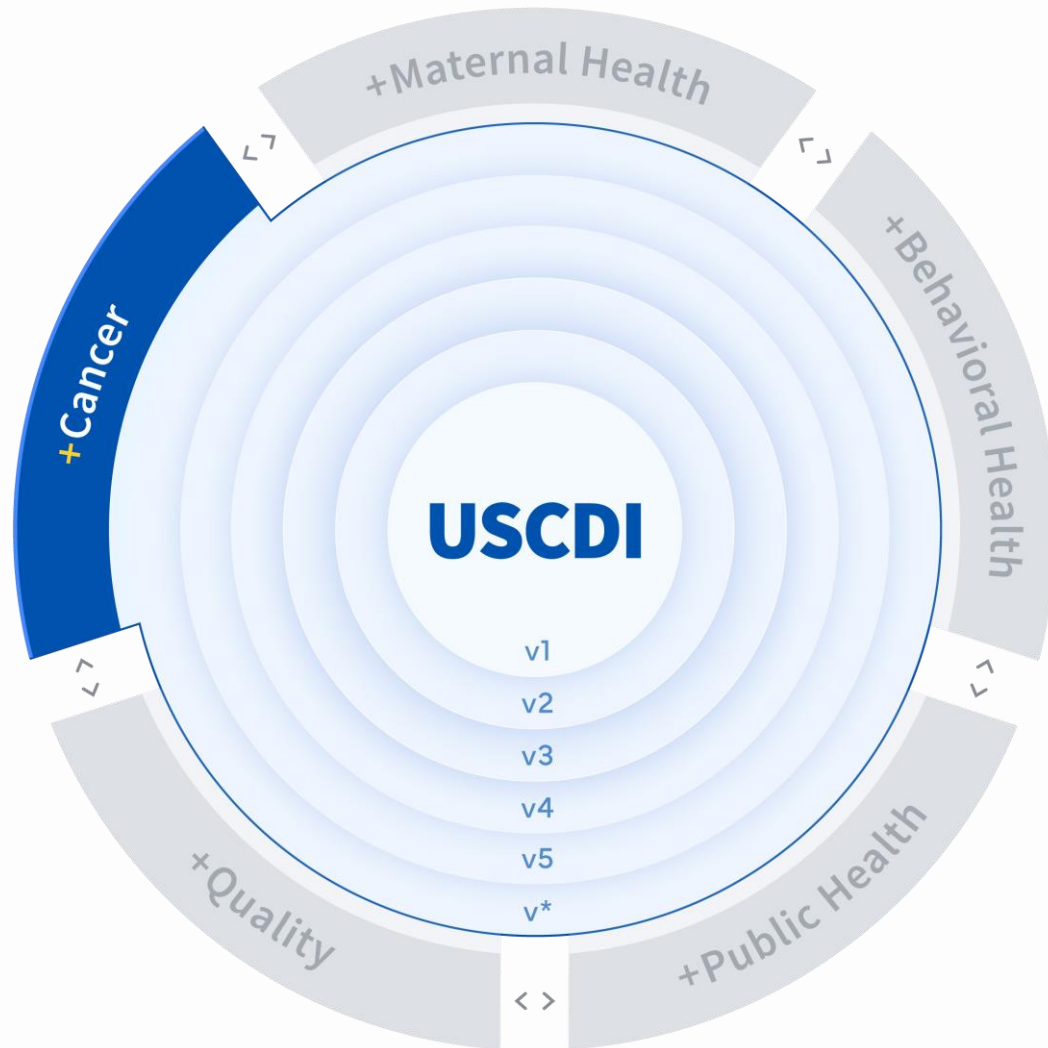 +Maternal Health
+Behavioral Health
+Cancer
USCDI
v1
v2
v3
v4
v5
v*
+Quality
+Public Health